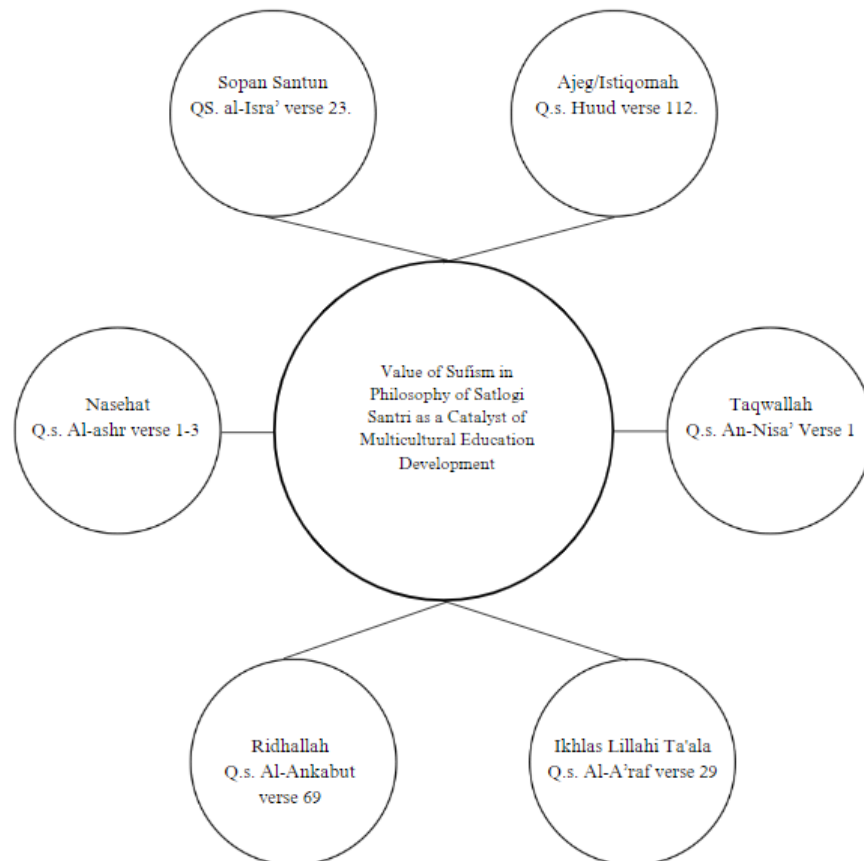 Sopan Santun
QS. al-Isra’ verse 23.
Ajeg/Istiqomah
Q.s. Huud verse 112.
Value of Sufism in
Philosophy of Satlogi
Santri as a Catalyst of
Multicultural Education
Development
Nasehat
Q.s. Al-ashr verse 1-3
Taqwallah
Q.s. An-Nisa’ Verse 1
Ridhallah
Q.s. Al-Ankabut
verse 69
Ikhlas Lillahi Ta'ala
Q.s. Al-A’raf verse 29